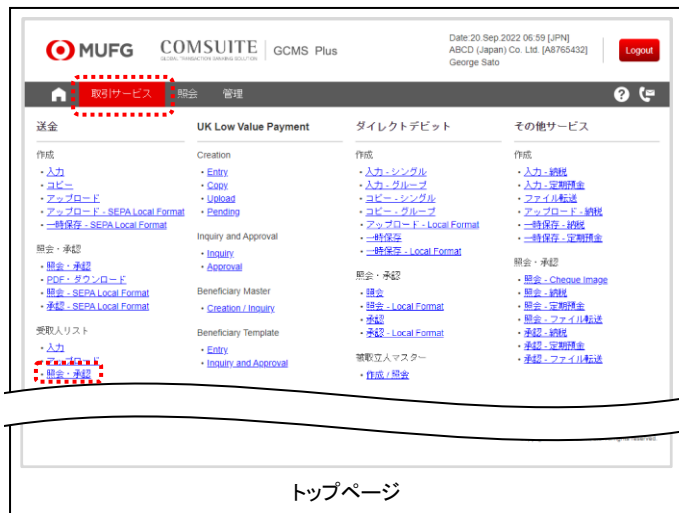 MUFG COMSUITE GCMS Plus
GLOBAL TRANSACTION BANKING SOLUTION
Date:20.Sep.2022 06:59 [JPN]
ABCD (Japan) Co. Ltd. [A8765432]
George Sato
Logout
取引サービス 照会 管理
送金
作成
・入力
・コピー
・アップロード
・アップロード - SEPA Local Format
・一時保存 - SEPA Local Format
照会・承認
・照会・承認
・PDF・ダウンロード
・照会 - SEPA Local Format
・承認 - SEPA Local Format
受取人リスト
・入力
・アップロード
・照会・承認
UK Low Value Payment
Creation
・Entry
・Copy
・Upload
・Pending
Inquiry and Approval
・Inquiry
・Approval
Beneficiary Master
・Creation / Inquiry
Beneficiary Template
・Entry
・Inquiry and Approval
ダイレクトデビット
作成
・入力 - シングル
・入力 - グループ
・コピー - シングル
・コピー - グループ
・アップロード - Local Format
・一時保存
・一時保存 - Local Format
照会・承認
・照会
・照会 - Local Format
・承認
・承認 - Local Format
被取立人マスター
・作成 / 照会
その他サービス
作成
・入力 - 納税
・入力 - 定期預金
・ファイル転送
・アップロード - 納税
・一時保存 - 納税
・一時保存 - 定期預金
照会・承認
・照会 - Cheque Image
・照会 - 納税
・照会 - 定期預金
・照会 - ファイル転送
・承認 - 納税
・承認 - 定期預金
・承認 - ファイル転送
トップページ